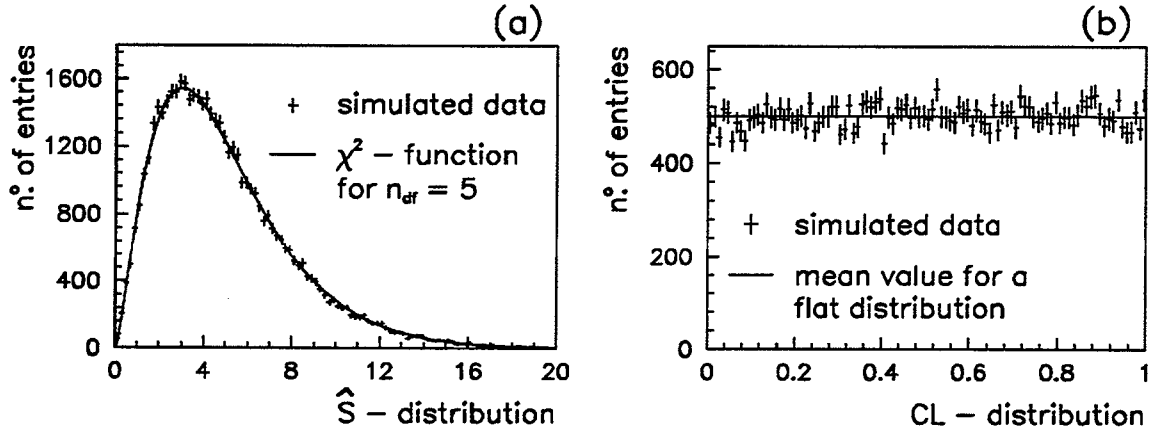 (a)
n.º of entries
1600
1200
800
400
0
simulated data
χ² – function
for n_df = 5
0 4 8 12 16 20
Ŝ – distribution
(b)
n.º of entries
600
400
200
0
simulated data
mean value for a
flat distribution
0 0.2 0.4 0.6 0.8 1
CL – distribution